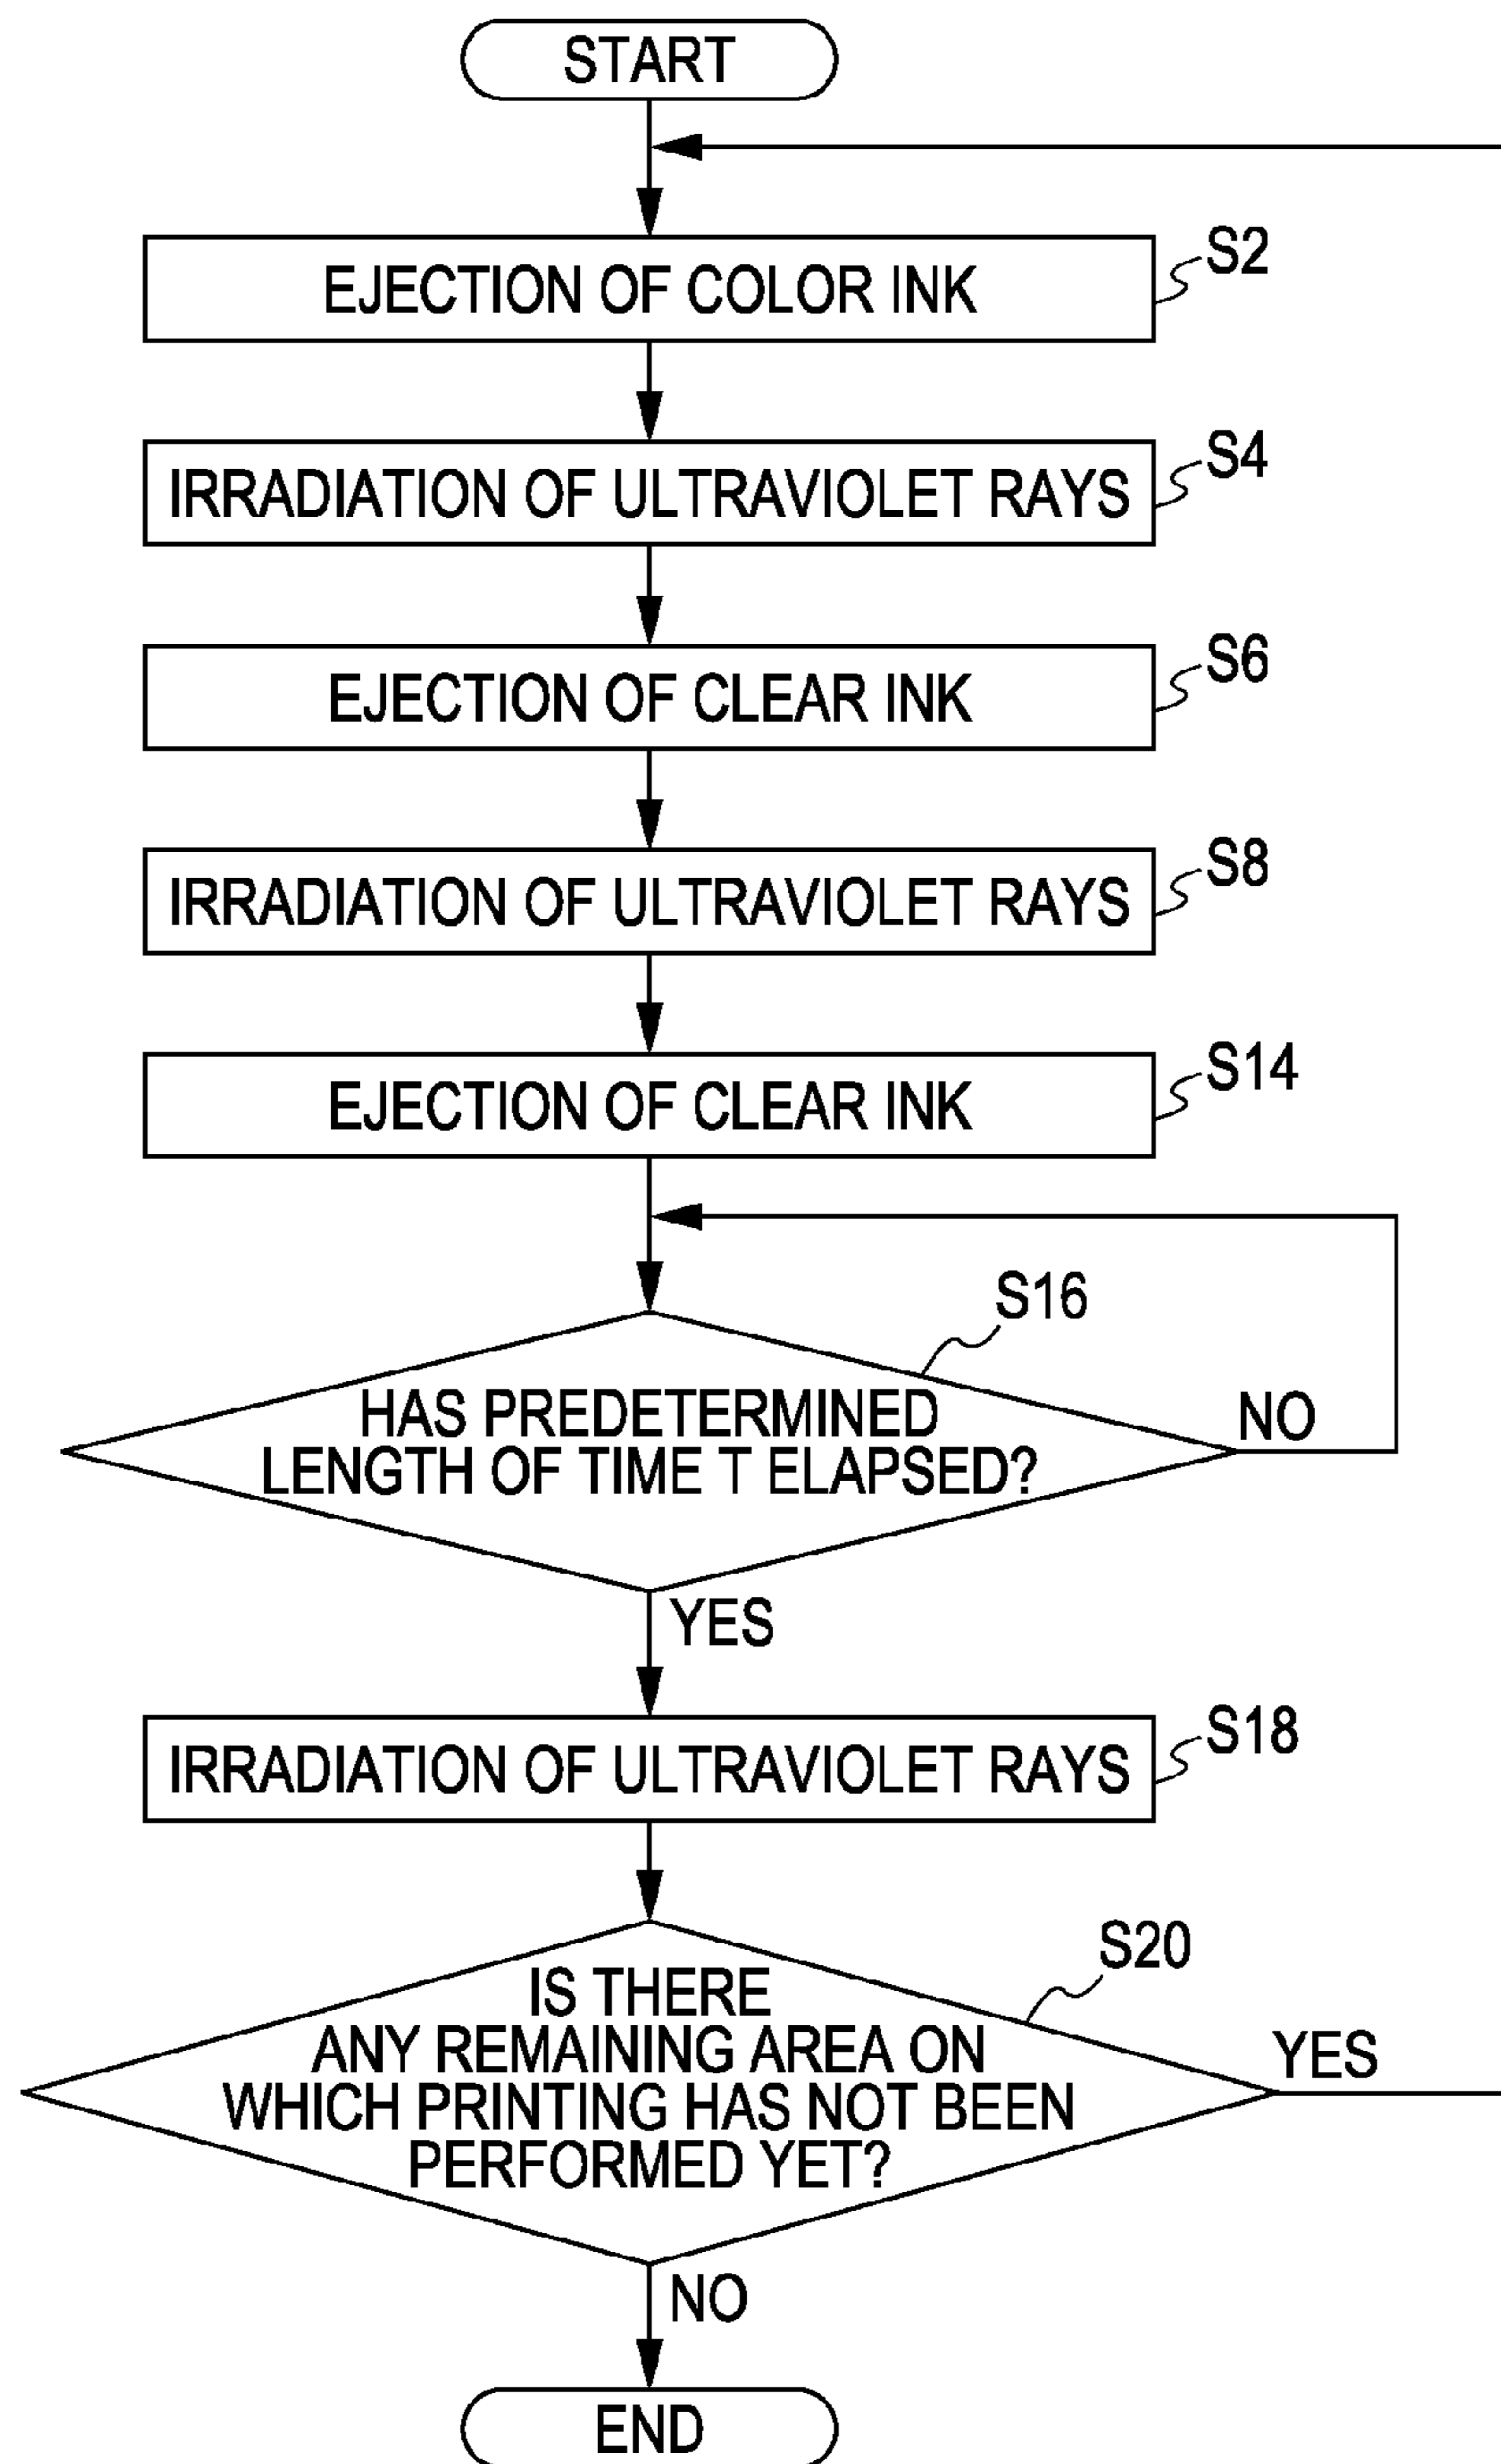 START
EJECTION OF COLOR INK
S2
IRRADIATION OF ULTRAVIOLET RAYS
S4
EJECTION OF CLEAR INK
S6
IRRADIATION OF ULTRAVIOLET RAYS
S8
EJECTION OF CLEAR INK
S14
S16
HAS PREDETERMINED
LENGTH OF TIME T ELAPSED?
NO
YES
IRRADIATION OF ULTRAVIOLET RAYS
S18
S20
IS THERE
ANY REMAINING AREA ON
WHICH PRINTING HAS NOT BEEN
PERFORMED YET?
YES
NO
END